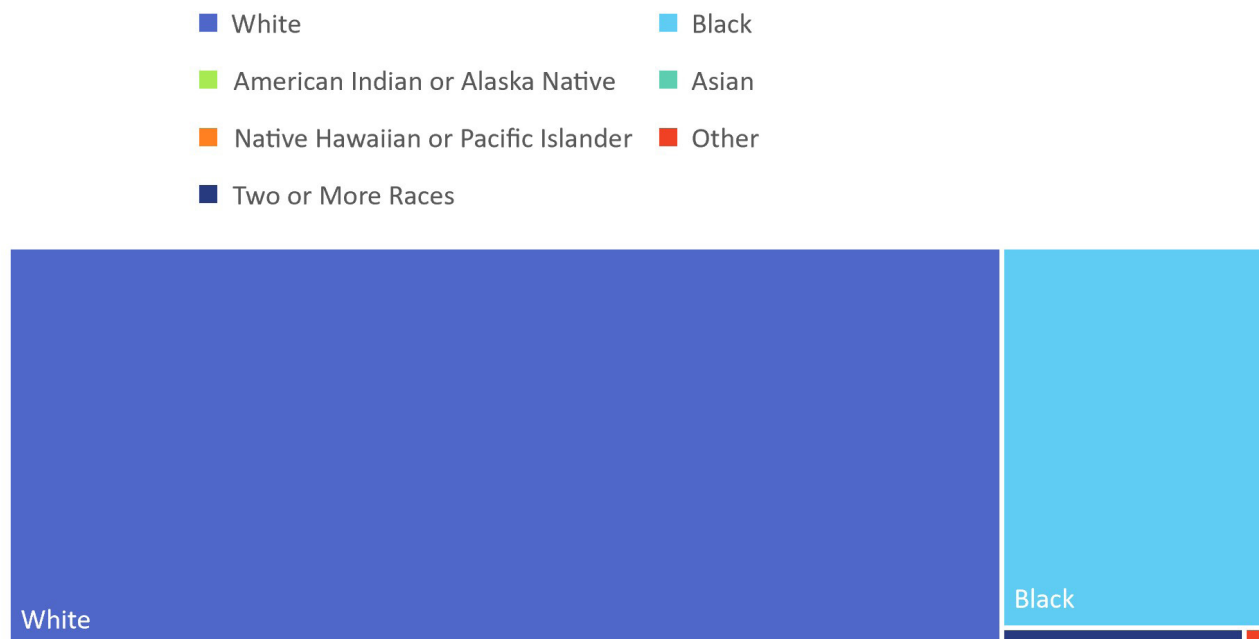 White
Black
American Indian or Alaska Native
Asian
Native Hawaiian or Pacific Islander
Other
Two or More Races
White
Black